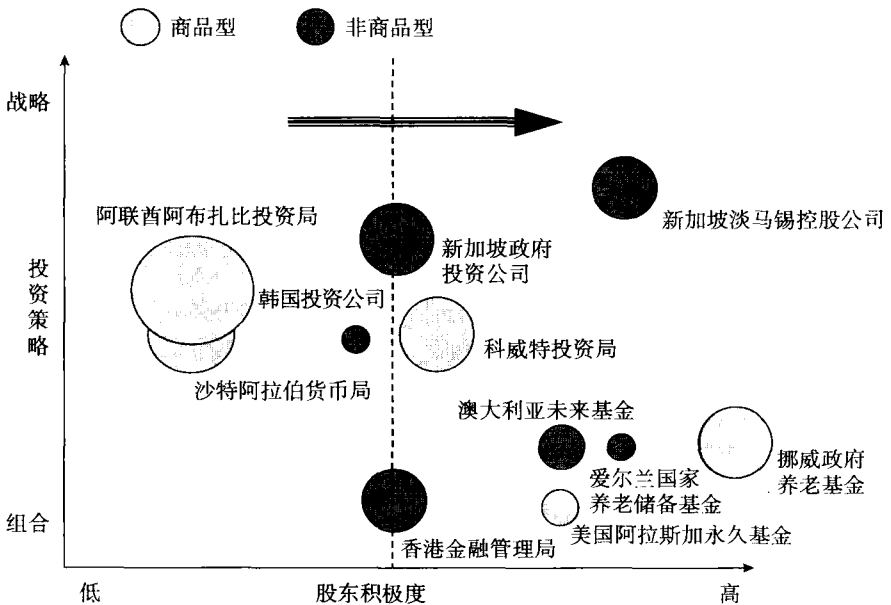 商品型
非商品型
战略
阿联酋阿布扎比投资局
新加坡淡马锡控股公司
新加坡政府
投资公司
投资策略
韩国投资公司
科威特投资局
沙特阿拉伯货币局
澳大利亚未来基金
爱尔兰国家
养老储备基金
挪威政府
养老基金
组合
美国阿拉斯加永久基金
香港金融管理局
低
股东积极度
高